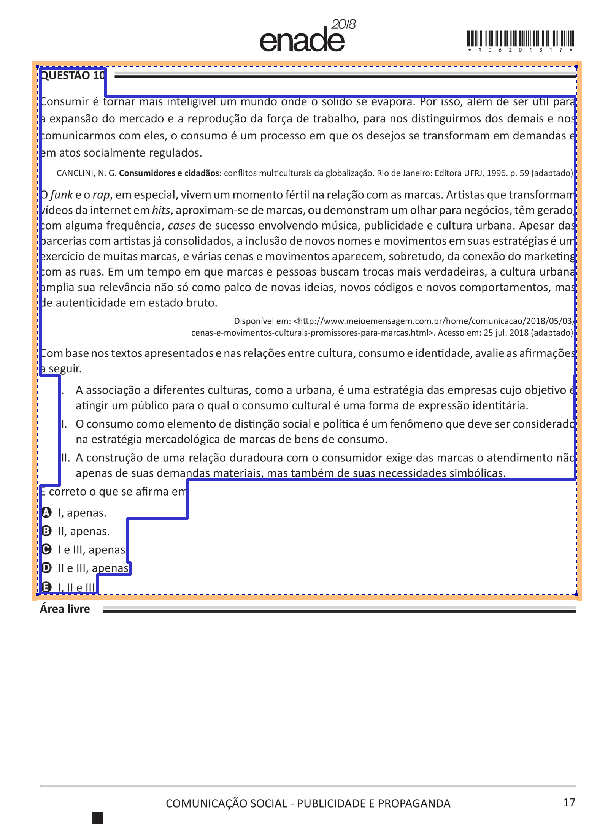 enade 2018
*R0610181 7*
QUESTÃO 10
Consumir é tornar mais inteligível um mundo onde o sólido se evapora. Por isso, além de ser útil para
a expansão do mercado e a reprodução da força de trabalho, para nos distinguirmos dos demais e nos
comunicarmos com eles, o consumo é um processo em que os desejos se transformam em demandas e
em atos socialmente regulados.
CANCLINI, N. G. Consumidores e cidadãos: conflitos multiculturais da globalização. Rio de Janeiro: Editora UFRJ, 1996. p. 59 (adaptado)
O funk e o rap, em especial, vivem um momento fértil na relação com as marcas. Artistas que transformam
vídeos da internet em hits, aproximam-se de marcas, ou demonstram um olhar para negócios, têm gerado,
com alguma frequência, cases de sucesso envolvendo música, publicidade e cultura urbana. Apesar das
parcerias com artistas já consolidados, a inclusão de novos nomes e movimentos em suas estratégias é um
exercício de muitas marcas, e várias cenas e movimentos aparecem, sobretudo, da conexão do marketing
com as ruas. Em um tempo em que marcas e pessoas buscam trocas mais verdadeiras, a cultura urbana
amplia sua relevância não só como palco de novas ideias, novos códigos e novos comportamentos, mas
de autenticidade em estado bruto.
Disponível em: <http://www.meioemensagem.com.br/home/comunicacao/2018/05/03/
cenas-e-movimentos-culturais-promissores-para-marcas.html>. Acesso em: 25 jul. 2018 (adaptado)
Com base nos textos apresentados e nas relações entre cultura, consumo e identidade, avalie as afirmações
a seguir.
I. A associação a diferentes culturas, como a urbana, é uma estratégia das empresas cujo objetivo é
atingir um público para o qual o consumo cultural é uma forma de expressão identitária.
II. O consumo como elemento de distinção social e política é um fenômeno que deve ser considerado
na estratégia mercadológica de marcas de bens de consumo.
III. A construção de uma relação duradoura com o consumidor exige das marcas o atendimento não
apenas de suas demandas materiais, mas também de suas necessidades simbólicas.
É correto o que se afirma em
A I, apenas.
B II, apenas.
C I e III, apenas.
D II e III, apenas.
E I, II e III.
Área livre
COMUNICAÇÃO SOCIAL - PUBLICIDADE E PROPAGANDA
17